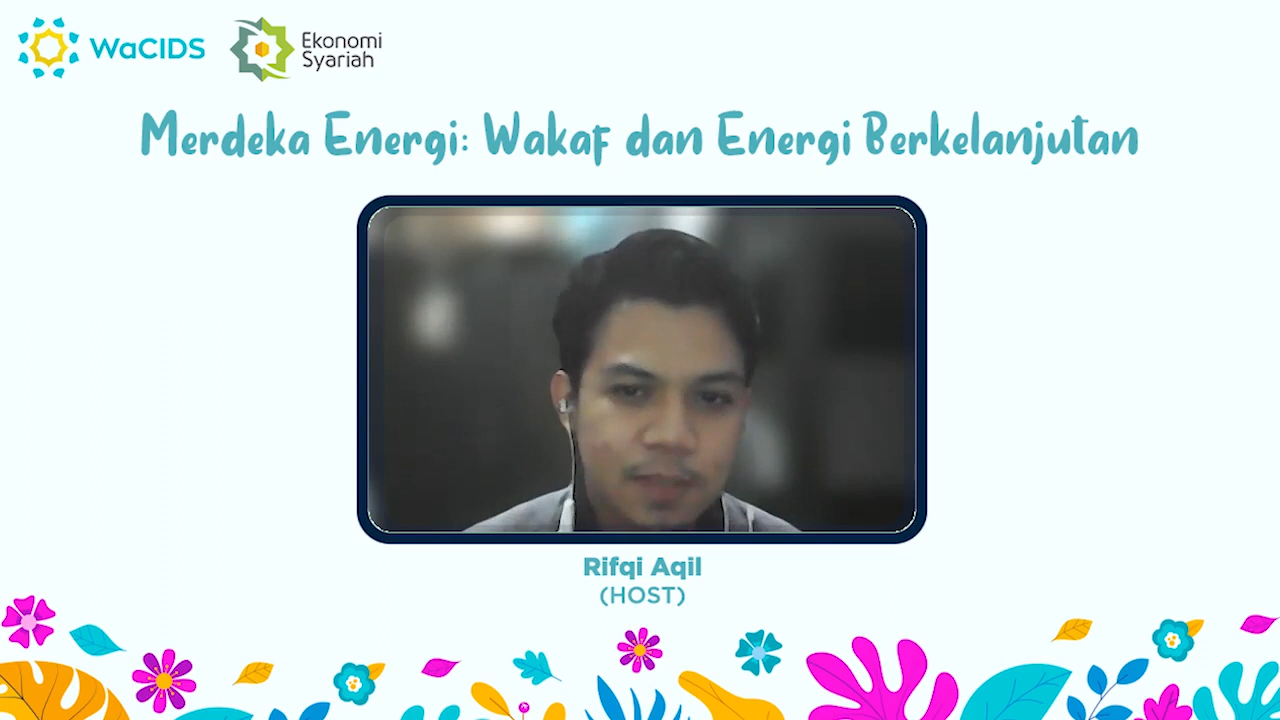 WaCIDS
Ekonomi
Syariah
Merdeka Energi: Wakaf dan Energi Berkelanjutan
Rifqi Aqil
(HOST)